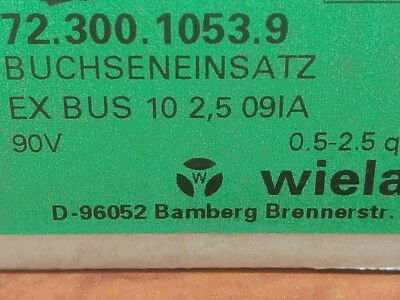 72.300.1053.9
BUCHSENEINSATZ
EX BUS 10 2,5 09IA
90V 0.5-2.5 q
W wiela
D-96052 Bamberg Brennerstr.